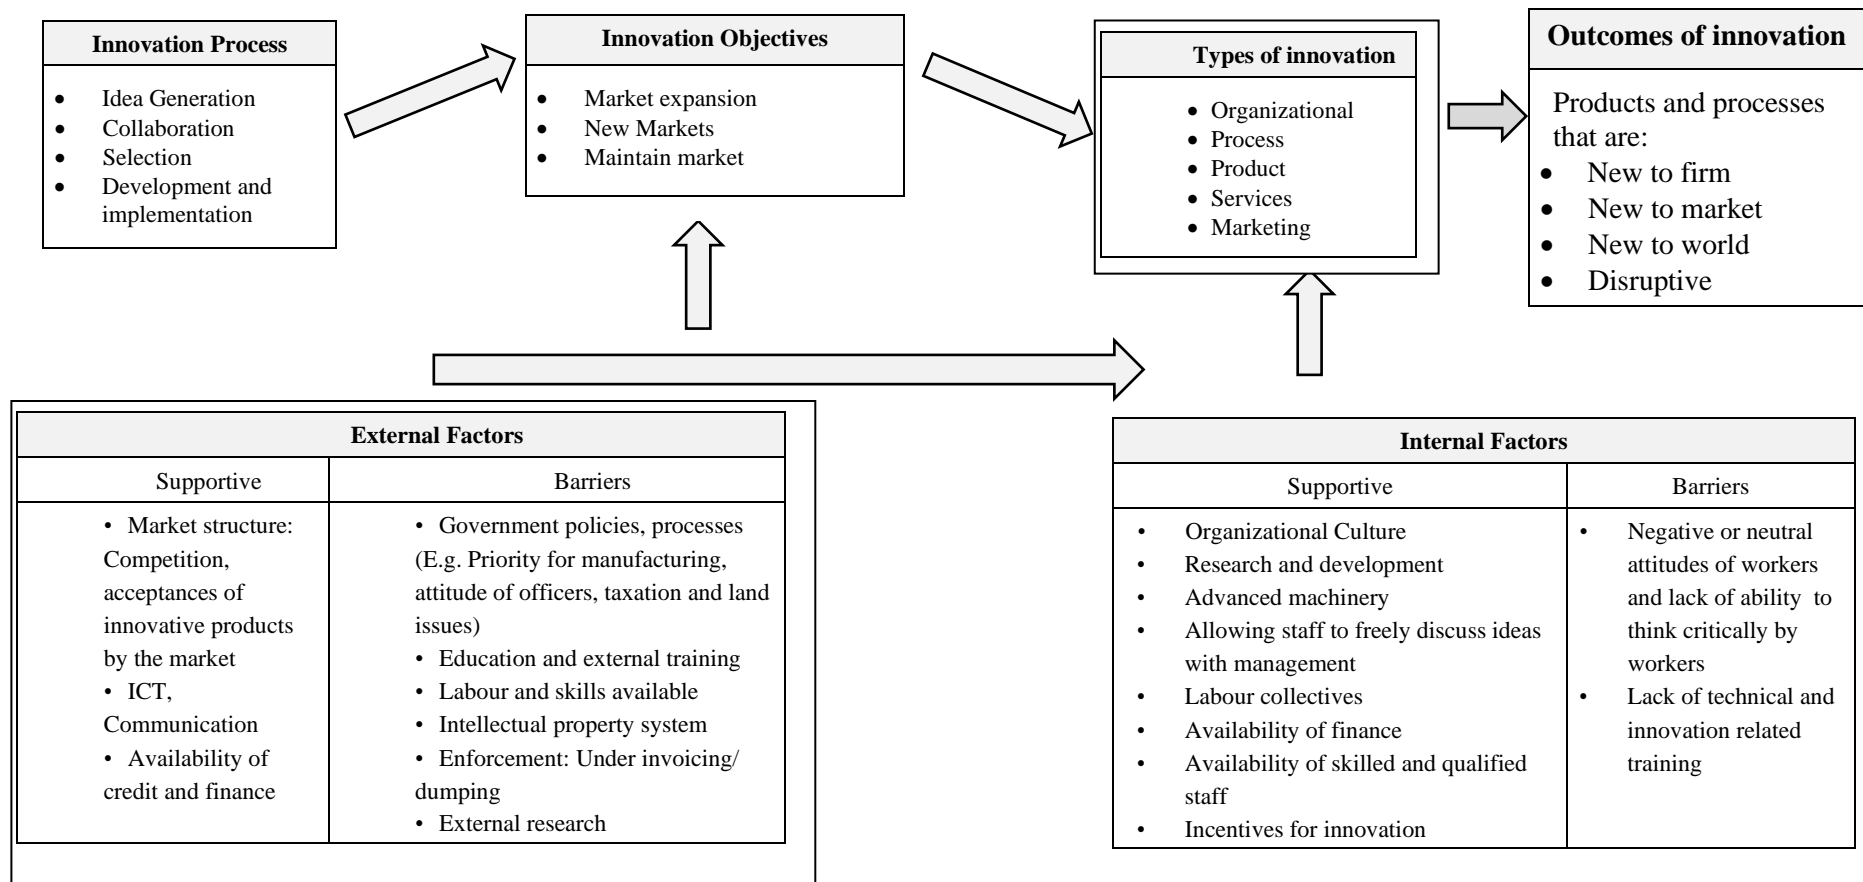 Innovation Process
• Idea Generation
• Collaboration
• Selection
• Development and
implementation
Innovation Objectives
• Market expansion
• New Markets
• Maintain market
Types of innovation
• Organizational
• Process
• Product
• Services
• Marketing
Outcomes of innovation
Products and processes
that are:
• New to firm
• New to market
• New to world
• Disruptive
External Factors
Supportive
• Market structure:
Competition,
acceptances of
innovative products
by the market
• ICT,
Communication
• Availability of
credit and finance
Barriers
• Government policies, processes
(E.g. Priority for manufacturing,
attitude of officers, taxation and land
issues)
• Education and external training
• Labour and skills available
• Intellectual property system
• Enforcement: Under invoicing/
dumping
• External research
Internal Factors
Supportive
• Organizational Culture
• Research and development
• Advanced machinery
• Allowing staff to freely discuss ideas
with management
• Labour collectives
• Availability of finance
• Availability of skilled and qualified
staff
• Incentives for innovation
Barriers
• Negative or neutral
attitudes of workers
and lack of ability to
think critically by
workers
• Lack of technical and
innovation related
training